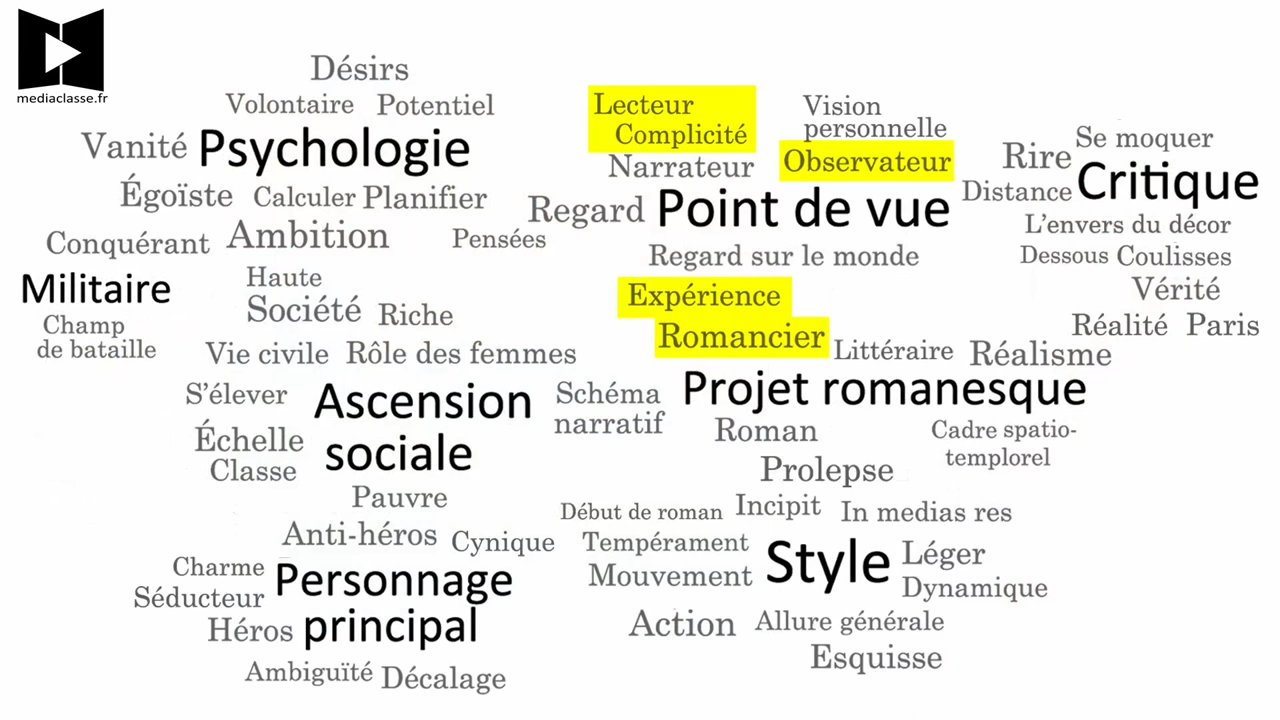 mediaclasse.fr
Désirs
Volontaire Potentiel
Vanité Psychologie
Égoïste Calculer Planifier
Conquérant Ambition Pensées
Militaire
Champ
de bataille
Haute
Société Riche
Vie civile Rôle des femmes
S'élever Ascension
sociale
Échelle
Classe
Pauvre
Anti-héros Cynique
Charme
Séducteur
Personnage
Héros principal
Ambiguïté Décalage
Lecteur
Complicité
Narrateur
Vision
personnelle
Observateur
Regard Point de vue
Regard sur le monde
Expérience
Romancier Littéraire Réalisme
Schéma
narratif
Projet romanesque
Roman
Cadre spatio-
templorel
Prolepse
Début de roman Incipit In medias res
Tempérament
Mouvement
Style
Léger
Dynamique
Action Allure générale
Esquisse
Se moquer
Rire
Distance
Critique
L'envers du décor
Dessous Coulisses
Vérité
Réalité Paris